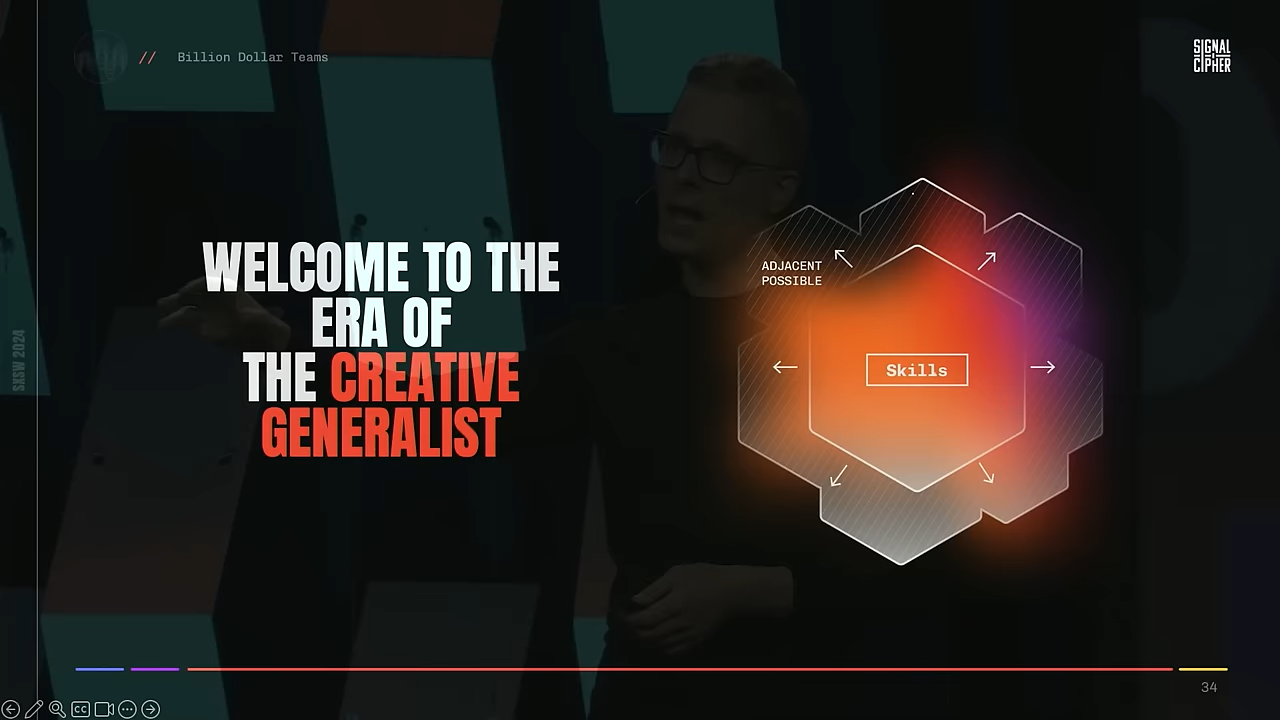 // Billion Dollar Teams
SIGNAL
CIPHER
WELCOME TO THE
ERA OF
THE CREATIVE
GENERALIST
ADJACENT
POSSIBLE
Skills
SXSW 2024
34
CC